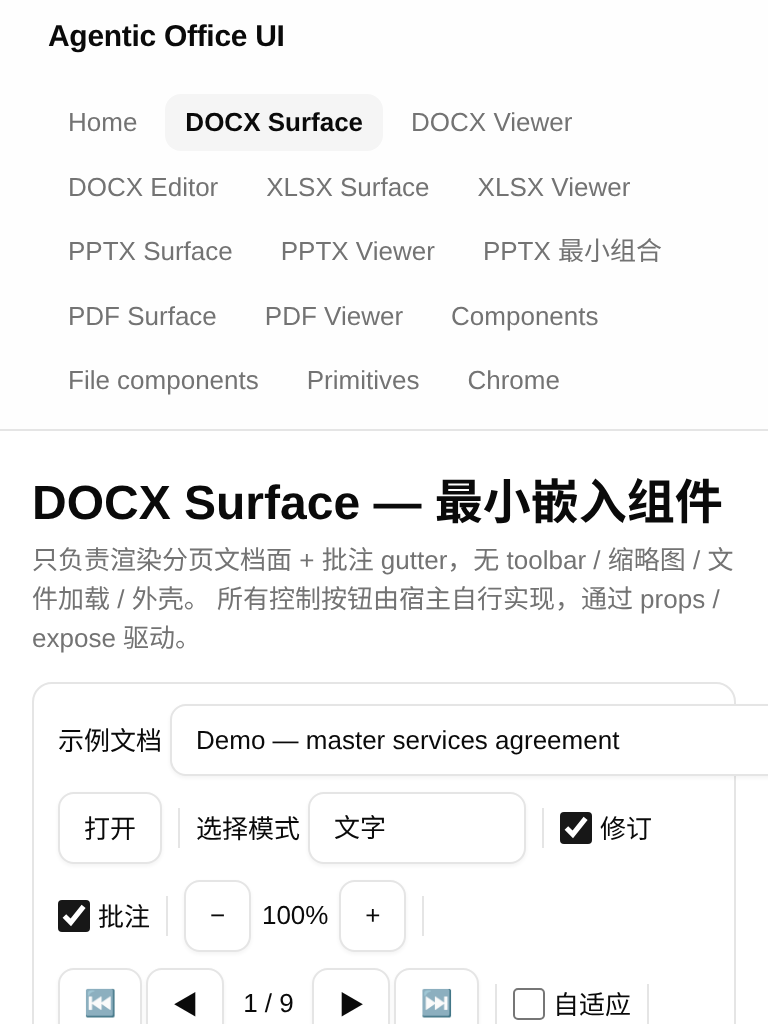 Agentic Office UI
Home DOCX Surface DOCX Viewer
DOCX Editor XLSX Surface XLSX Viewer
PPTX Surface PPTX Viewer PPTX 最小组合
PDF Surface PDF Viewer Components
File components Primitives Chrome
DOCX Surface — 最小嵌入组件
只负责渲染分页文档面 + 批注 gutter，无 toolbar / 缩略图 / 文
件加载 / 外壳。 所有控制按钮由宿主自行实现，通过 props /
expose 驱动。
示例文档 Demo — master services agreement
打开 选择模式 文字 修订
批注 − 100% +
⏮ ◀ 1 / 9 ▶ ⏭ 自适应